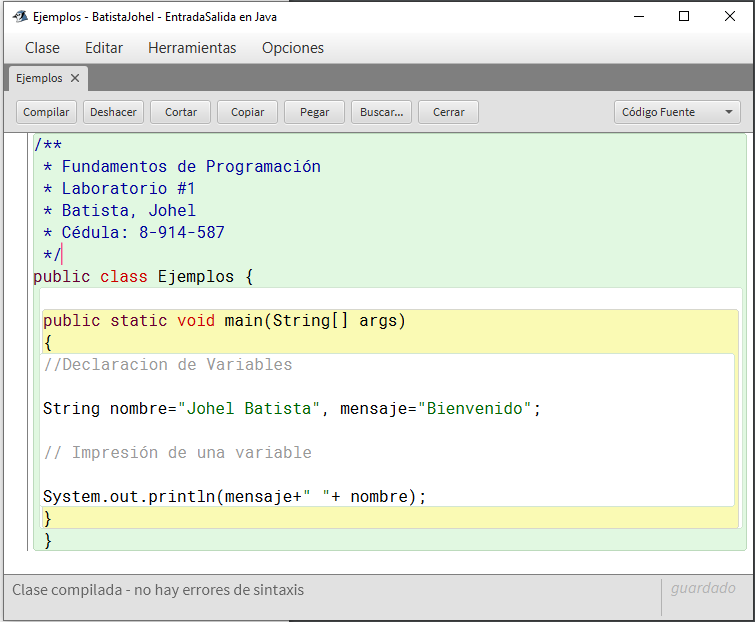 Ejemplos - BatistaJohel - EntradaSalida en Java
Clase Editar Herramientas Opciones
Ejemplos
Compilar Deshacer Cortar Copiar Pegar Buscar... Cerrar Código Fuente
/**
* Fundamentos de Programación
* Laboratorio #1
* Batista, Johel
* Cédula: 8-914-587
*/
public class Ejemplos {
public static void main(String[] args)
{
//Declaracion de Variables
String nombre="Johel Batista", mensaje="Bienvenido";
// Impresión de una variable
System.out.println(mensaje+" "+ nombre);
}
}
Clase compilada - no hay errores de sintaxis
guardado